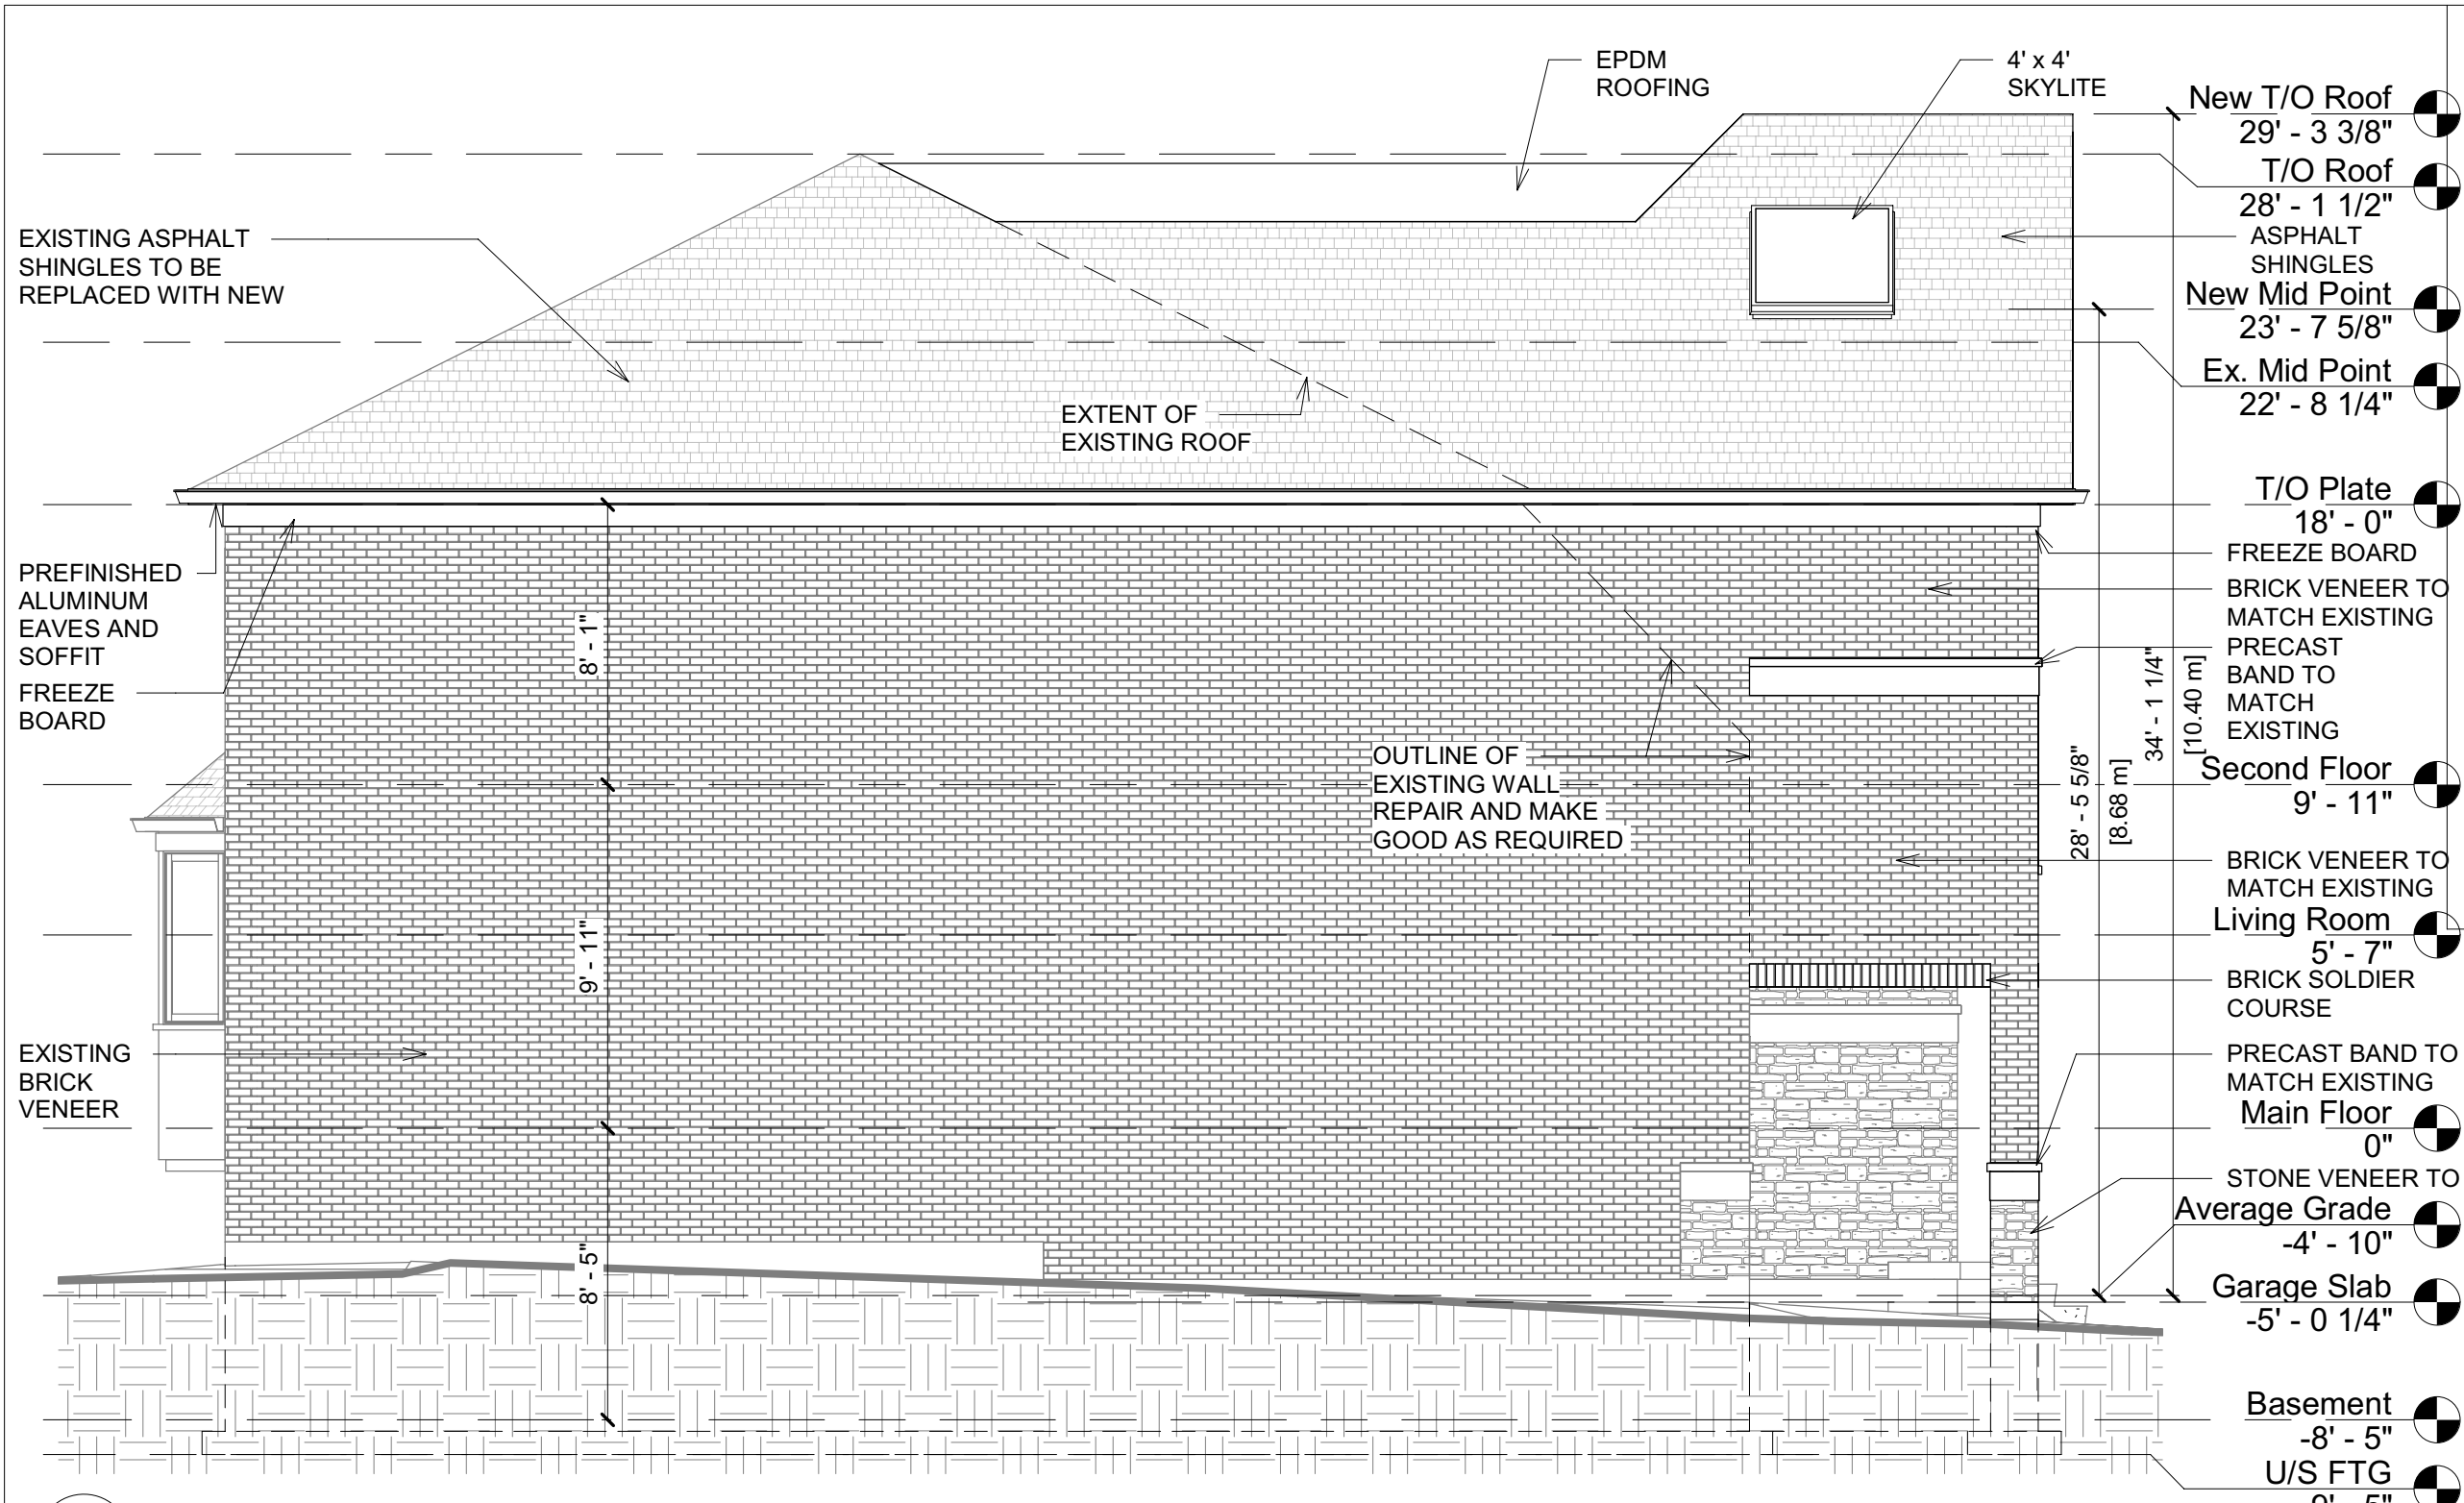 EPDM
ROOFING
4' x 4'
SKYLITE
New T/O Roof
29' - 3 3/8"
T/O Roof
28' - 1 1/2"
ASPHALT
SHINGLES
New Mid Point
23' - 7 5/8"
Ex. Mid Point
22' - 8 1/4"
T/O Plate
18' - 0"
FREEZE BOARD
BRICK VENEER TO
MATCH EXISTING
PRECAST
BAND TO
MATCH
EXISTING
Second Floor
9' - 11"
BRICK VENEER TO
MATCH EXISTING
Living Room
5' - 7"
BRICK SOLDIER
COURSE
PRECAST BAND TO
MATCH EXISTING
Main Floor
0"
STONE VENEER TO
Average Grade
-4' - 10"
Garage Slab
-5' - 0 1/4"
Basement
-8' - 5"
U/S FTG
EXISTING ASPHALT
SHINGLES TO BE
REPLACED WITH NEW
EXTENT OF
EXISTING ROOF
PREFINISHED
ALUMINUM
EAVES AND
SOFFIT
FREEZE
BOARD
OUTLINE OF
EXISTING WALL
REPAIR AND MAKE
GOOD AS REQUIRED
EXISTING
BRICK
VENEER
8' - 1"
9' - 11"
8' - 5"
28' - 5 5/8"
[8.68 m]
34' - 1 1/4"
[10.40 m]